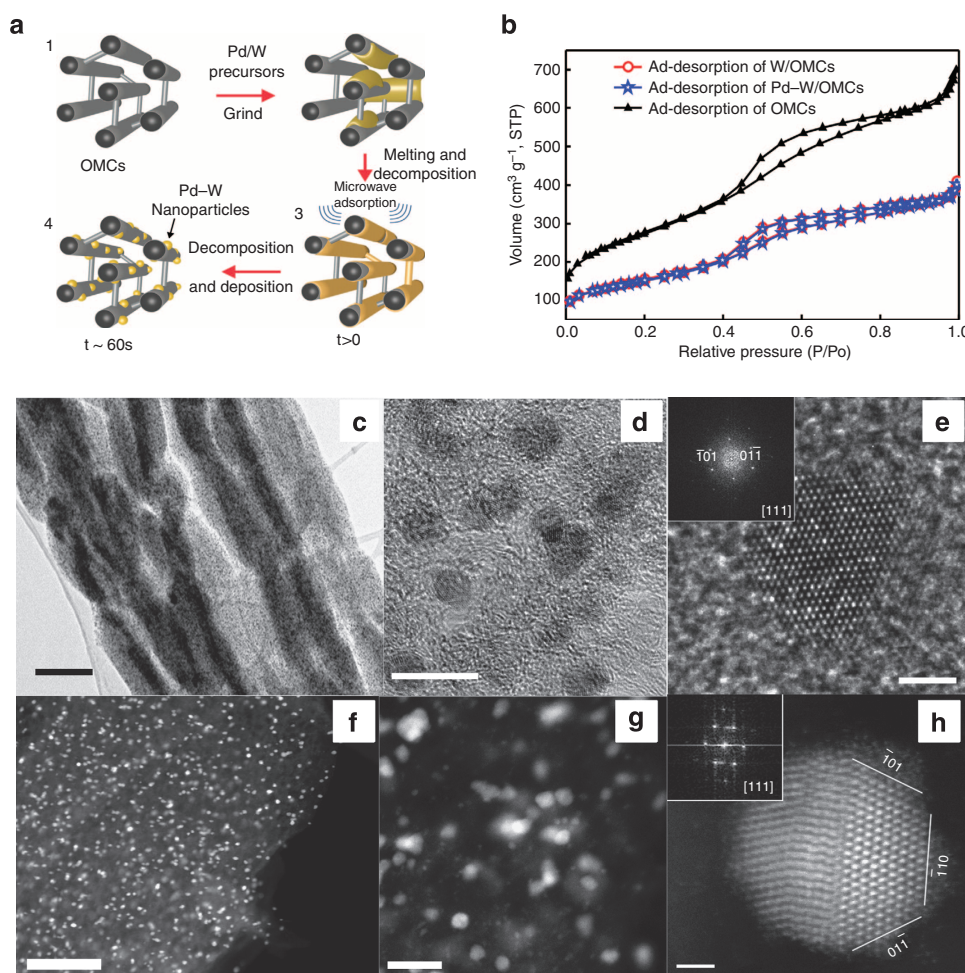 a
1
Pd/W
precursors
Grind
OMCs
Melting and
decomposition
Microwave
adsorption
3
Pd–W
Nanoparticles
4
Decomposition
and deposition
t ~ 60s
t>0
b
Ad-desorption of W/OMCs
Ad-desorption of Pd–W/OMCs
Ad-desorption of OMCs
Volume (cm³ g⁻¹, STP)
700
600
500
400
300
200
100
0.0 0.2 0.4 0.6 0.8 1.0
Relative pressure (P/Po)
c
d
e
1̄01 011̄
[111]
f
g
h
[111]
1̄01
1̄10
011̄